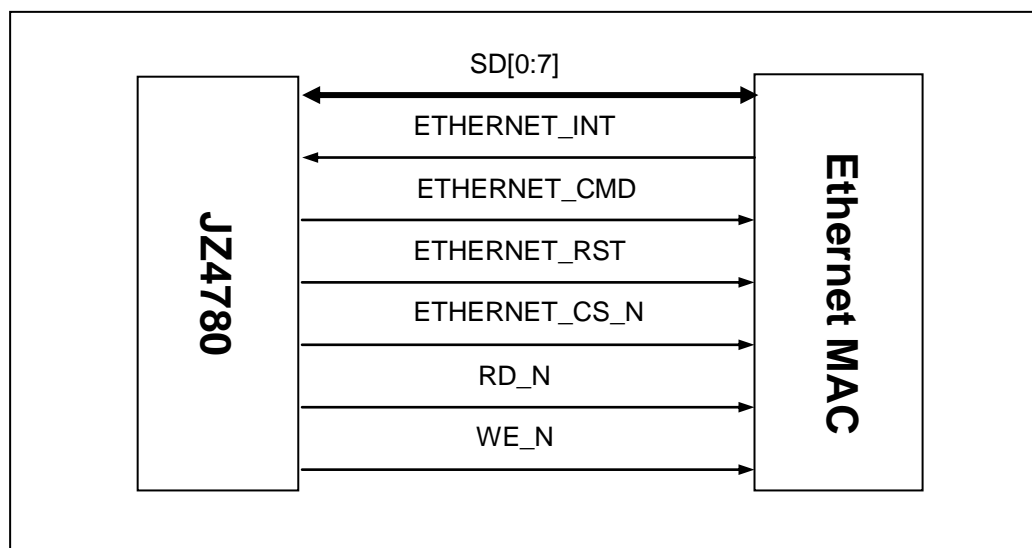 SD[0:7]
ETHERNET_INT
ETHERNET_CMD
ETHERNET_RST
ETHERNET_CS_N
RD_N
WE_N
JZ4780
Ethernet MAC